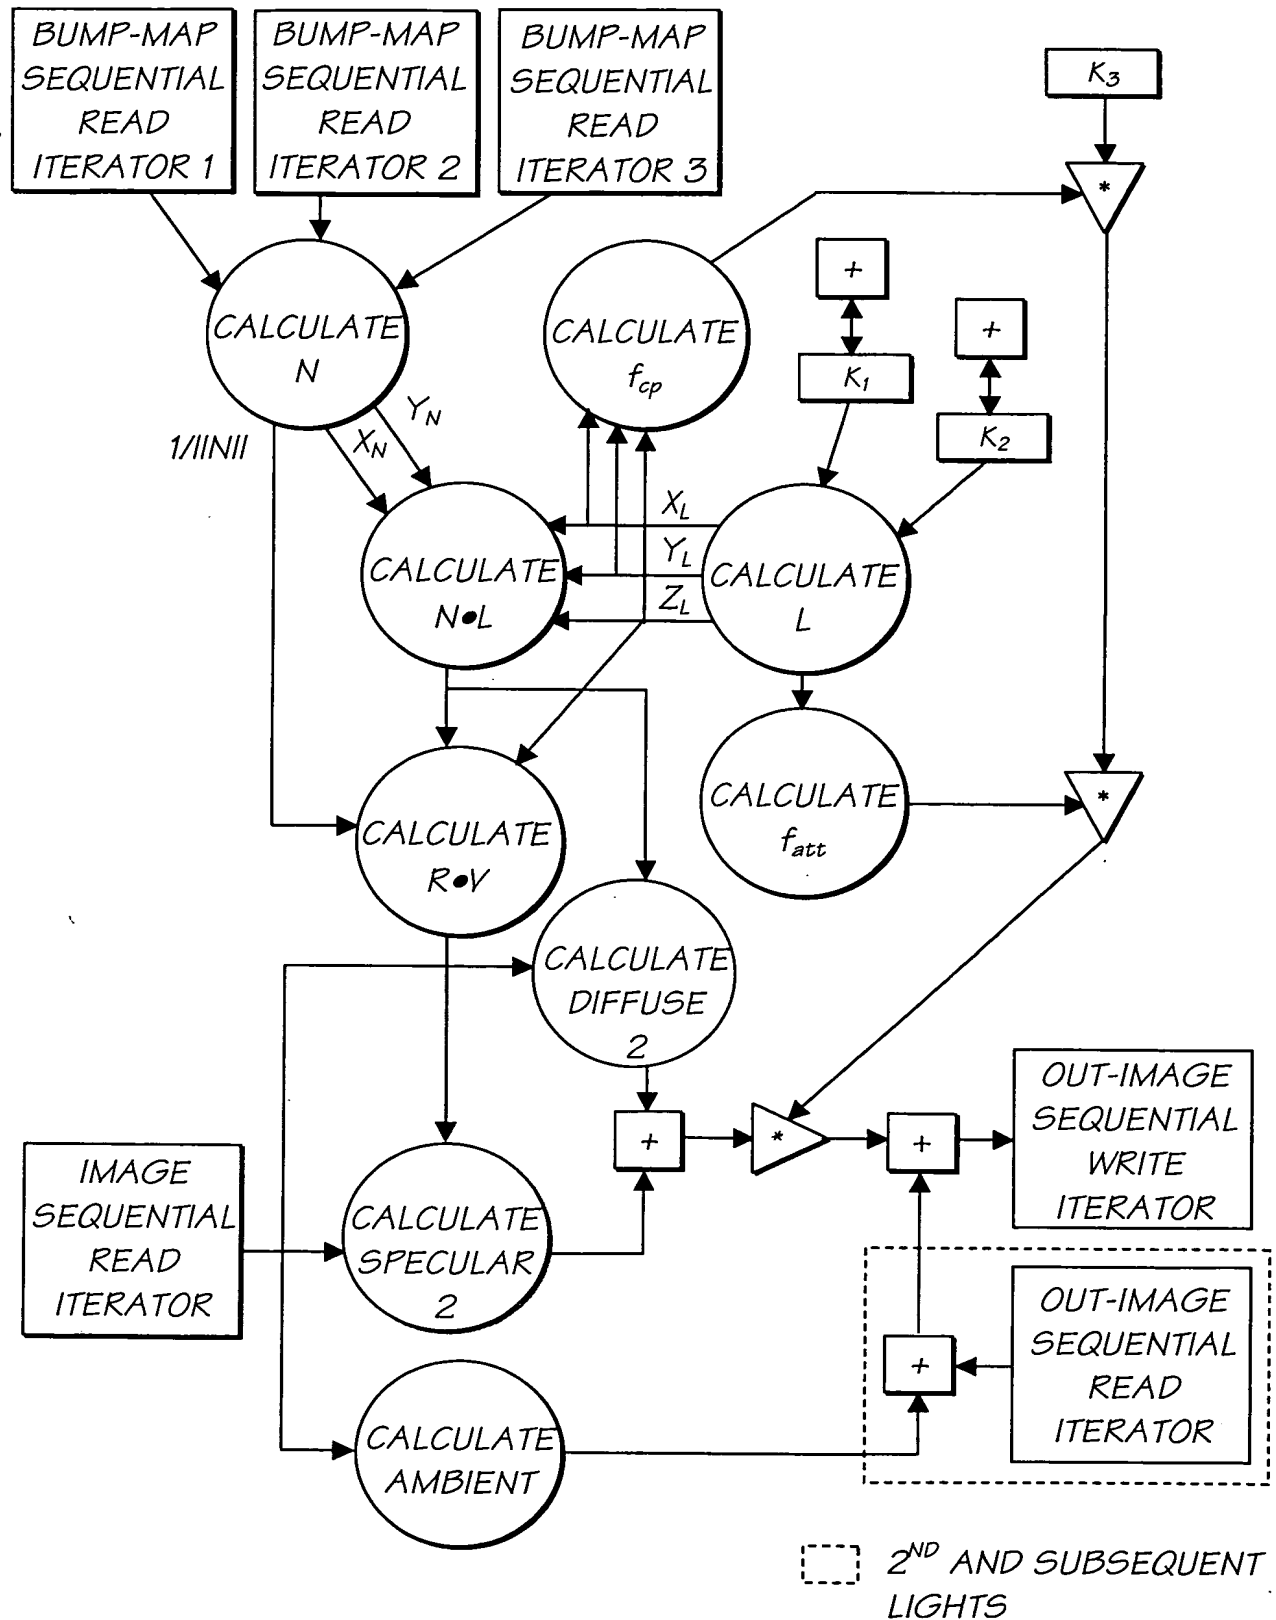 BUMP-MAP
SEQUENTIAL
READ
ITERATOR 1
BUMP-MAP
SEQUENTIAL
READ
ITERATOR 2
BUMP-MAP
SEQUENTIAL
READ
ITERATOR 3
K3
*
+
+
CALCULATE
N
CALCULATE
fcp
K1
K2
1/||N||
XN
YN
XL
YL
ZL
CALCULATE
N•L
CALCULATE
L
CALCULATE
R•V
CALCULATE
fatt
*
CALCULATE
DIFFUSE
2
+
*
+
OUT-IMAGE
SEQUENTIAL
WRITE
ITERATOR
IMAGE
SEQUENTIAL
READ
ITERATOR
CALCULATE
SPECULAR
2
+
OUT-IMAGE
SEQUENTIAL
READ
ITERATOR
CALCULATE
AMBIENT
2ND AND SUBSEQUENT
LIGHTS